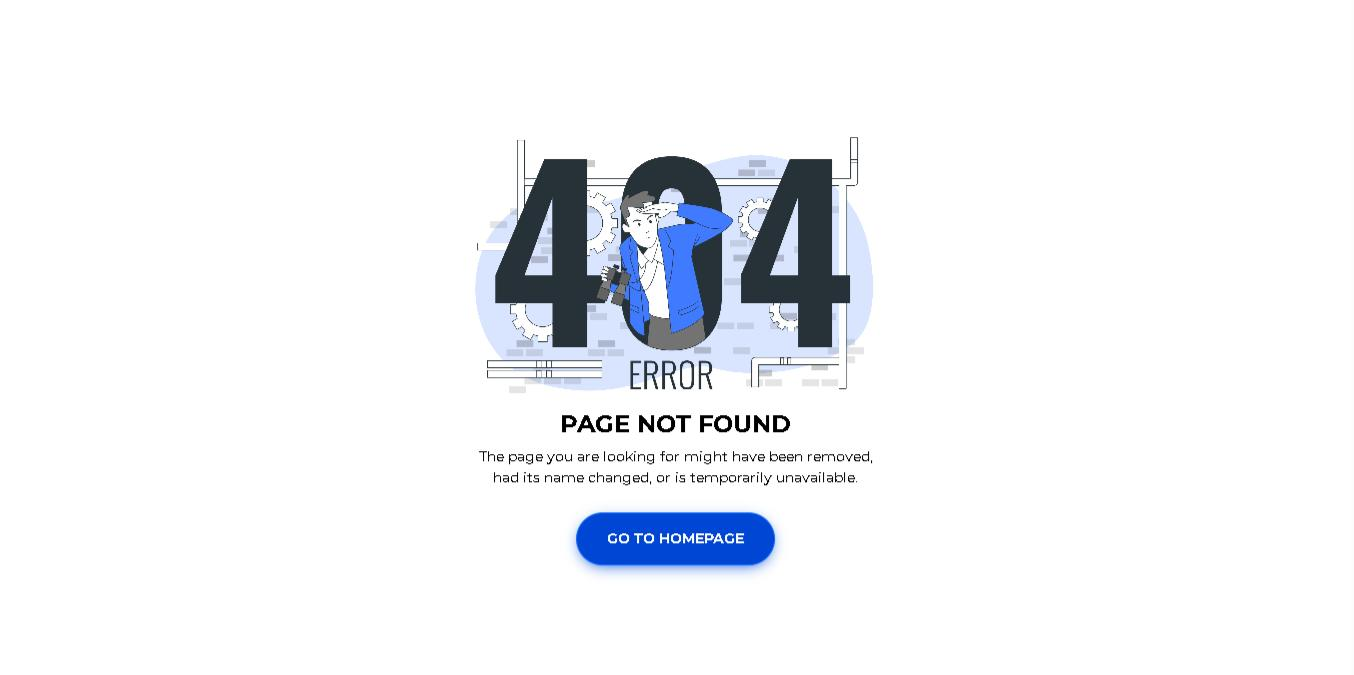 404
ERROR
PAGE NOT FOUND
The page you are looking for might have been removed,
had its name changed, or is temporarily unavailable.
GO TO HOMEPAGE